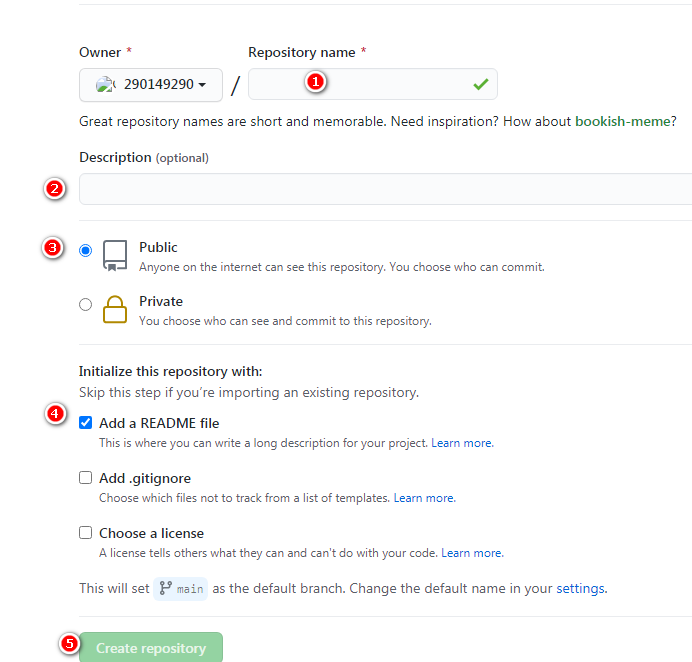 Owner * Repository name *
290149290 / 1
Great repository names are short and memorable. Need inspiration? How about bookish-meme?
Description (optional)
2
3 Public
Anyone on the internet can see this repository. You choose who can commit.
Private
You choose who can see and commit to this repository.
Initialize this repository with:
Skip this step if you're importing an existing repository.
4 Add a README file
This is where you can write a long description for your project. Learn more.
Add .gitignore
Choose which files not to track from a list of templates. Learn more.
Choose a license
A license tells others what they can and can't do with your code. Learn more.
This will set main as the default branch. Change the default name in your settings.
5 Create repository